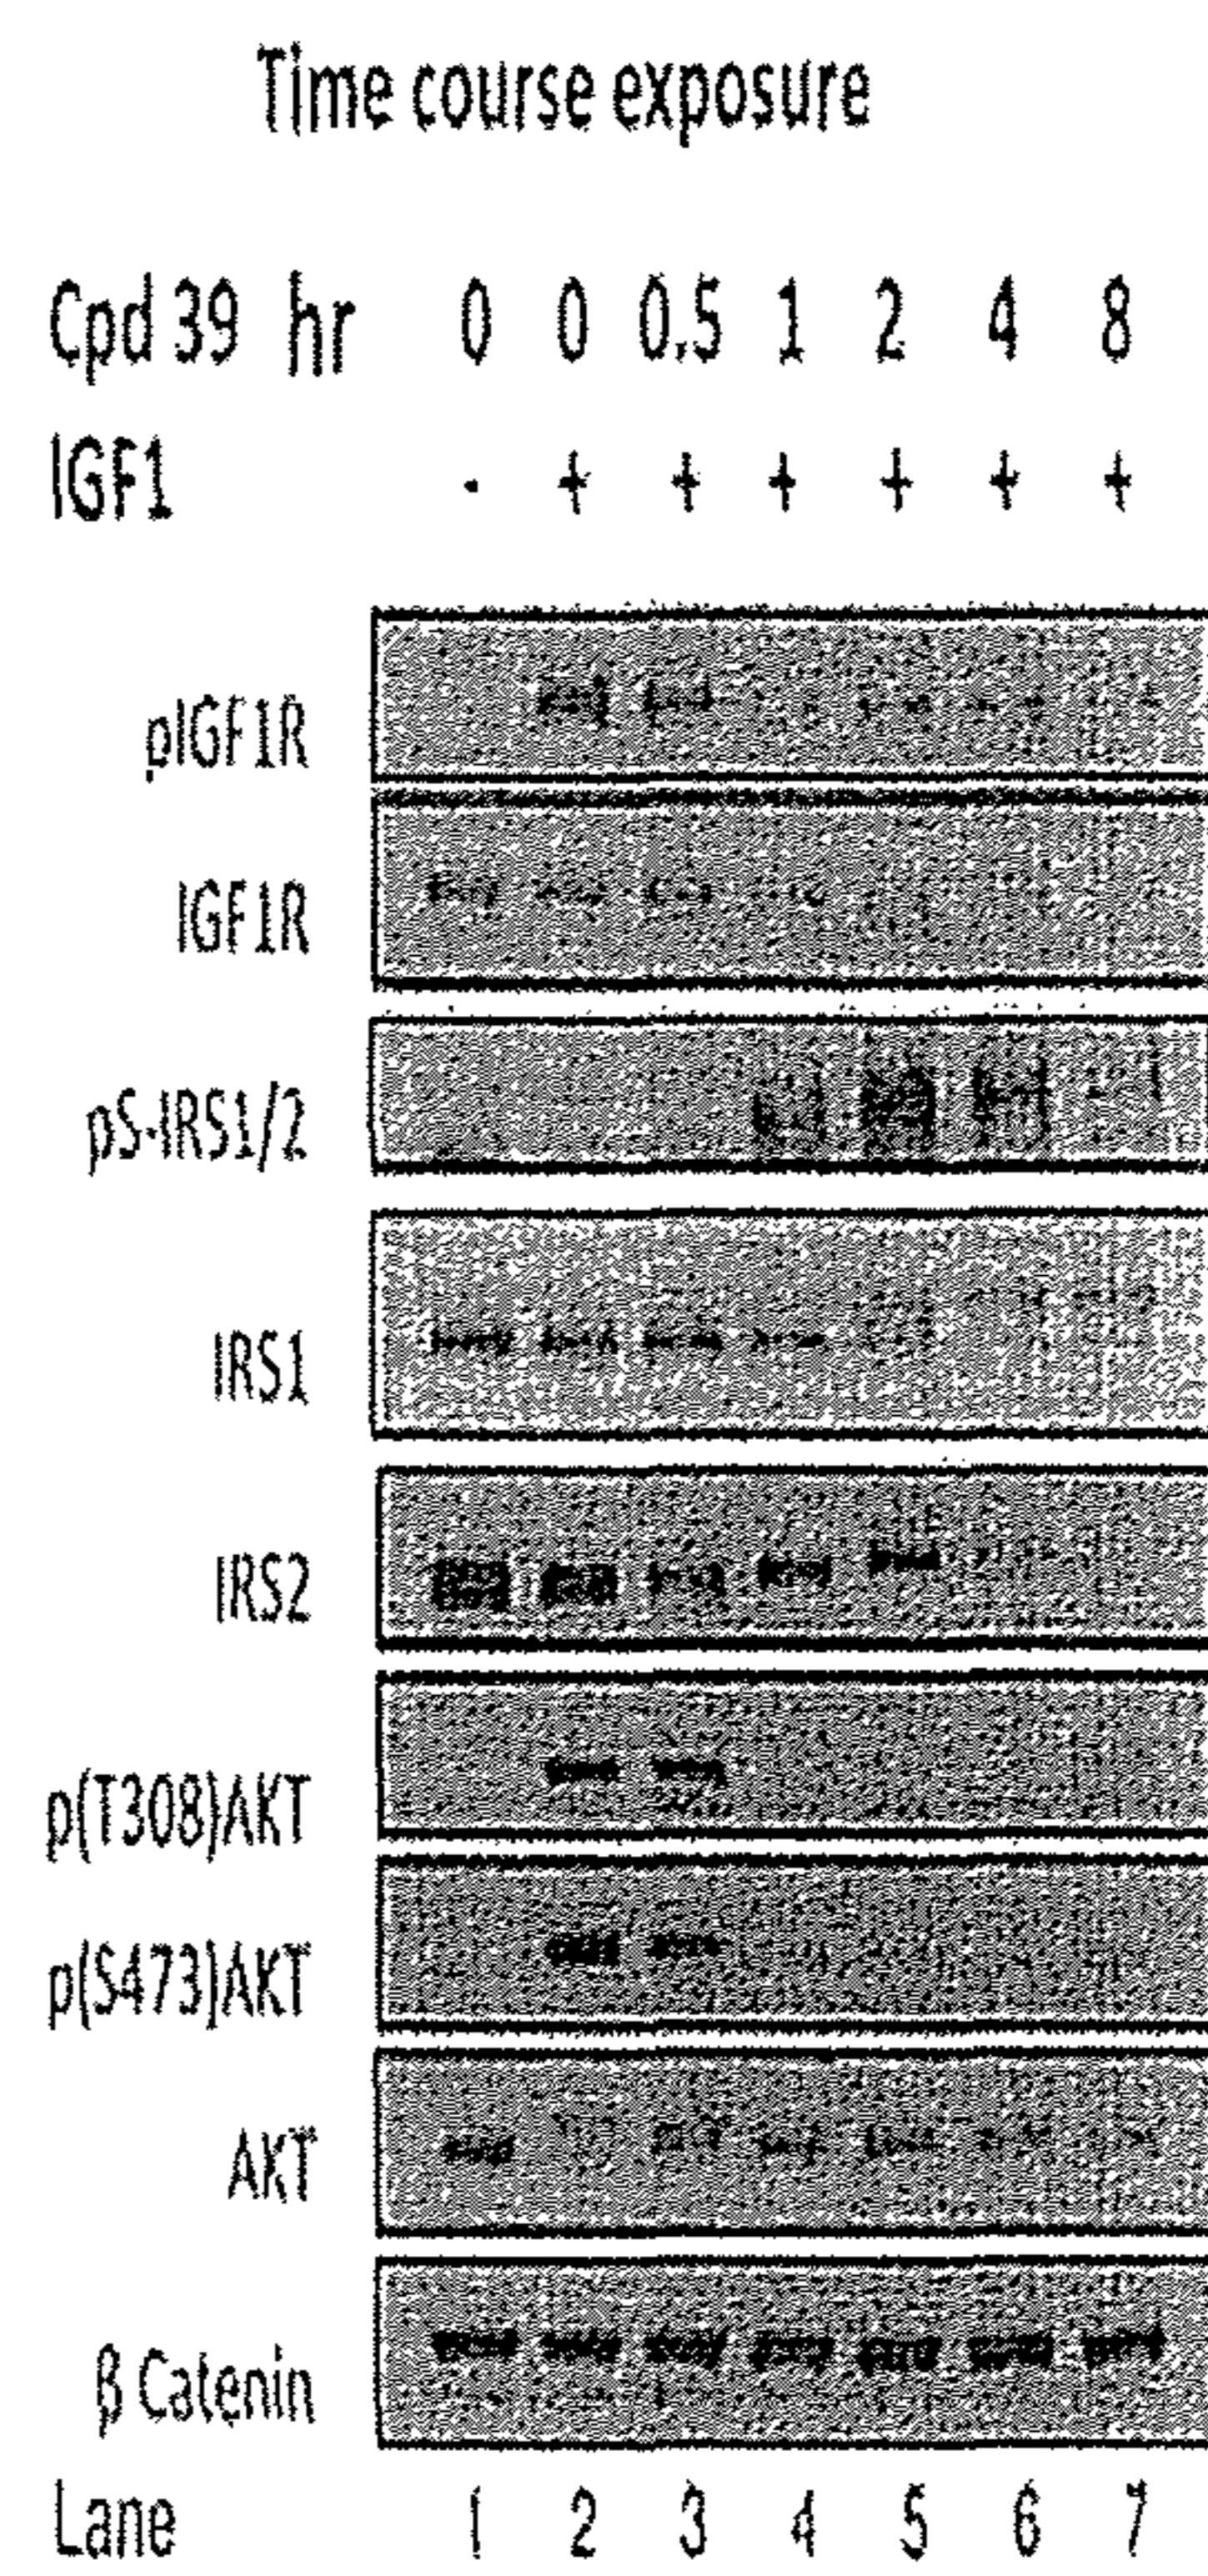 Time course exposure
Cpd 39 hr 0 0 0.5 1 2 4 8
IGF1 - + + + + + +
pIGF1R
IGF1R
pS-IRS1/2
IRS1
IRS2
p(T308)AKT
p(S473)AKT
AKT
β Catenin
Lane 1 2 3 4 5 6 7